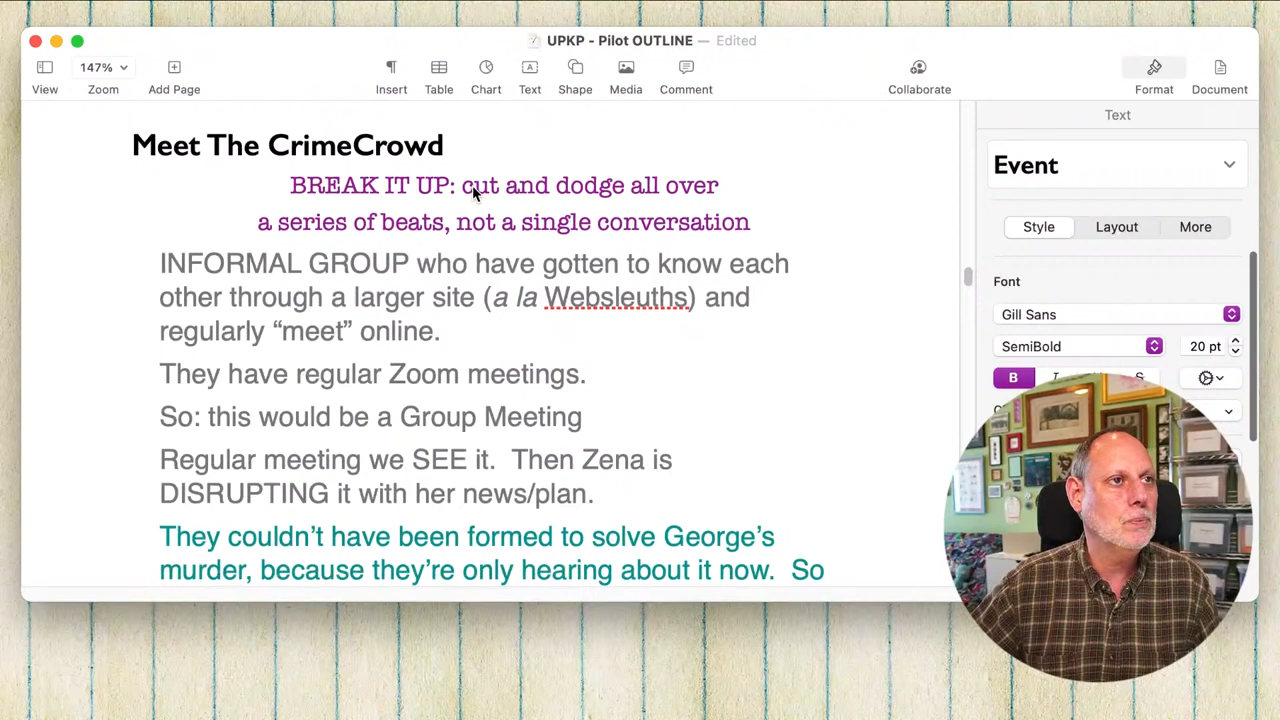 UPKP - Pilot OUTLINE — Edited
147%
View Zoom Add Page Insert Table Chart Text Shape Media Comment Collaborate Format Document
Text
Meet The CrimeCrowd
BREAK IT UP: cut and dodge all over
a series of beats, not a single conversation
INFORMAL GROUP who have gotten to know each
other through a larger site (a la Websleuths) and
regularly “meet” online.
They have regular Zoom meetings.
So: this would be a Group Meeting
Regular meeting we SEE it.  Then Zena is
DISRUPTING it with her news/plan.
They couldn’t have been formed to solve George’s
murder, because they’re only hearing about it now.  So
Event
Style Layout More
Font
Gill Sans
SemiBold 20 pt
B